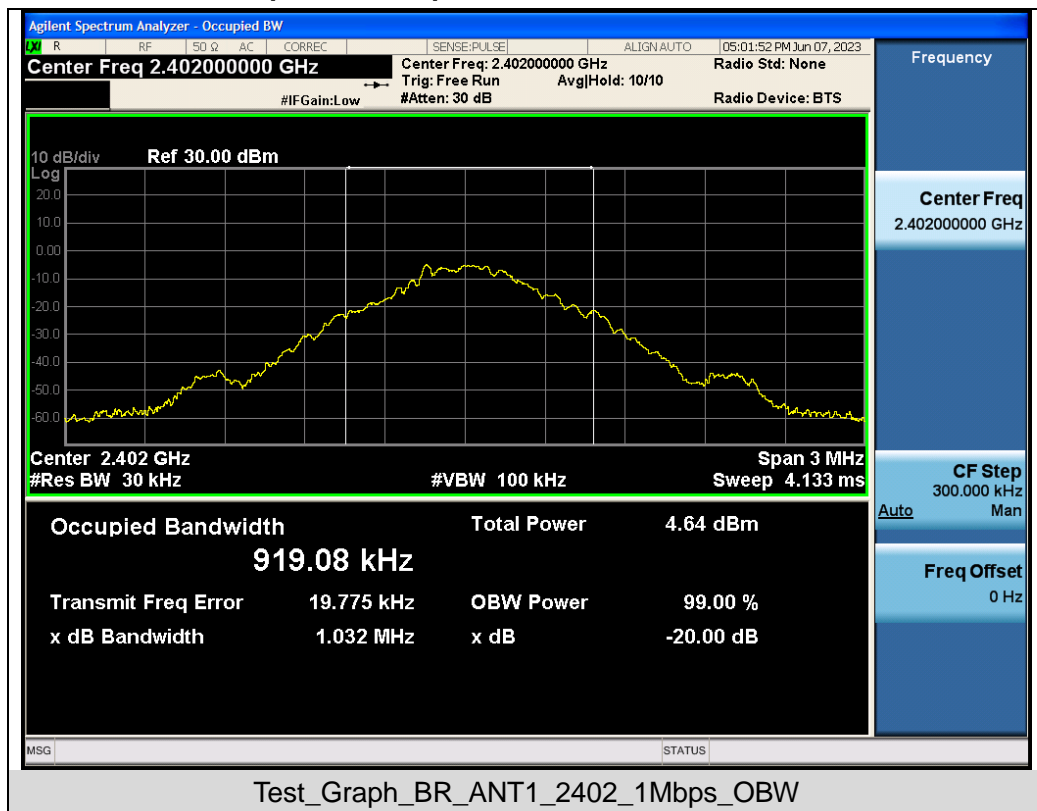 Agilent Spectrum Analyzer - Occupied BW
LXI R RF 50 Ω AC CORREC SENSE:PULSE ALIGN AUTO 05:01:52 PM Jun 07, 2023
Center Freq 2.402000000 GHz Center Freq: 2.402000000 GHz Radio Std: None
Trig: Free Run Avg|Hold: 10/10
#IFGain:Low #Atten: 30 dB Radio Device: BTS
10 dB/div Ref 30.00 dBm
Log
20.0
10.0
0.00
-10.0
-20.0
-30.0
-40.0
-50.0
-60.0
Center 2.402 GHz Span 3 MHz
#Res BW 30 kHz #VBW 100 kHz Sweep 4.133 ms
Occupied Bandwidth Total Power 4.64 dBm
919.08 kHz
Transmit Freq Error 19.775 kHz OBW Power 99.00 %
x dB Bandwidth 1.032 MHz x dB -20.00 dB
MSG STATUS
Frequency
Center Freq
2.402000000 GHz
CF Step
300.000 kHz
Auto Man
Freq Offset
0 Hz
Test_Graph_BR_ANT1_2402_1Mbps_OBW